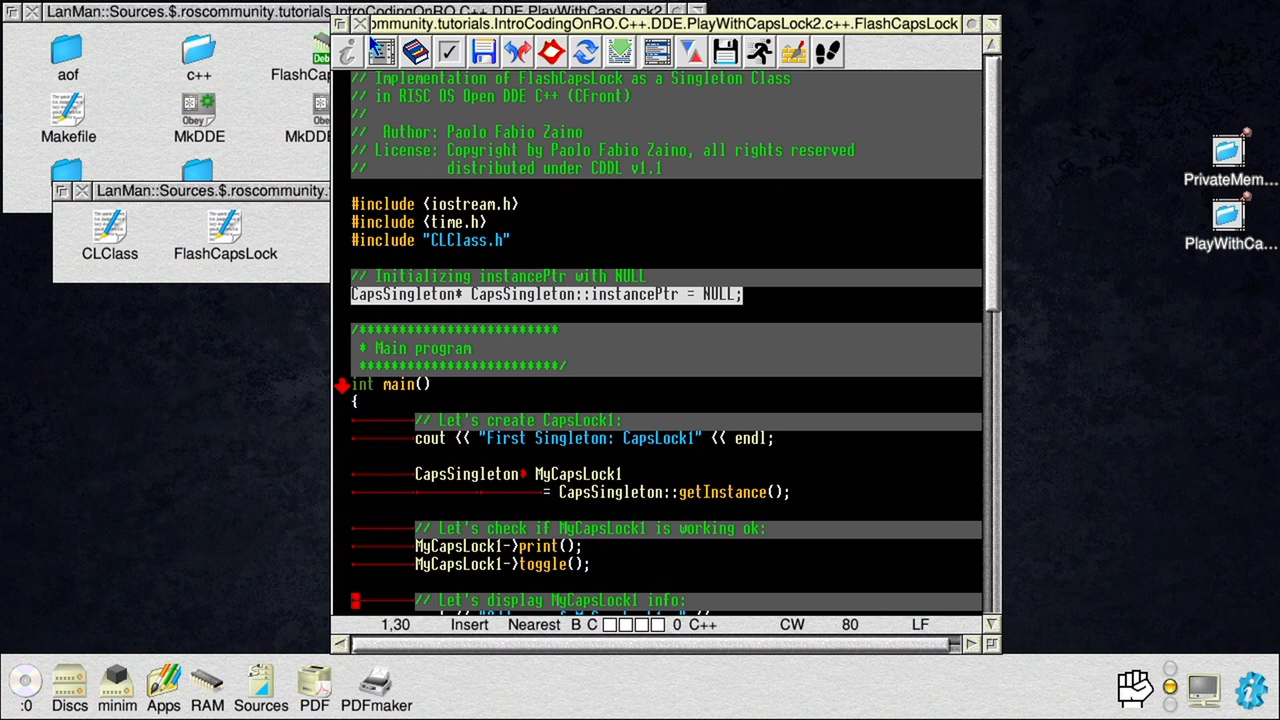 LanMan::Sources.$.roscommunity.tutorials.IntroCodingOnRO.C++.DDE.PlayWithCapsLock2
ommunity.tutorials.IntroCodingOnRO.C++.DDE.PlayWithCapsLock2.c++.FlashCapsLock
aof
c++
FlashCap
Makefile
MkDDE
MkDDE
LanMan::Sources.$.roscommunity.tutorials
CLClass
FlashCapsLock
// Implementation of FlashCapsLock as a Singleton Class
// in RISC OS Open DDE C++ (CFront)
//
//  Author: Paolo Fabio Zaino
// License: Copyright by Paolo Fabio Zaino, all rights reserved
//          distributed under CDDL v1.1
#include <iostream.h>
#include <time.h>
#include "CLClass.h"
// Initializing instancePtr with NULL
CapsSingleton* CapsSingleton::instancePtr = NULL;
/*************************
 * Main program
 *************************/
int main()
{
// Let's create CapsLock1:
cout << "First Singleton: CapsLock1" << endl;
CapsSingleton* MyCapsLock1
= CapsSingleton::getInstance();
// Let's check if MyCapsLock1 is working ok:
MyCapsLock1->print();
MyCapsLock1->toggle();
// Let's display MyCapsLock1 info:
1,30 Insert Nearest B C 0 C++ CW 80 LF
PrivateMem...
PlayWithCa...
:0 Discs minim Apps RAM Sources PDF PDFmaker